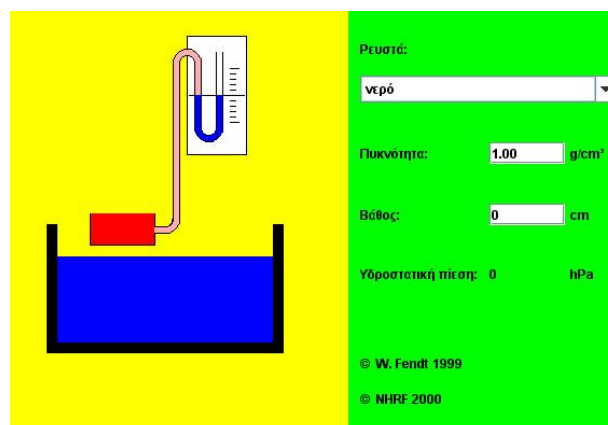 Ρευστά:
νερό
Πυκνότητα: 1.00 g/cm³
Βάθος: 0 cm
Υδροστατική πίεση: 0 hPa
© W. Fendt 1999
© NHRF 2000